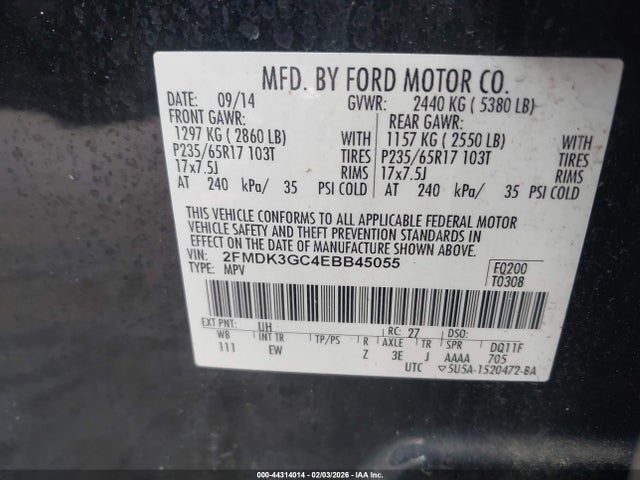 MFD. BY FORD MOTOR CO.
DATE: 09/14 GVWR: 2440 KG ( 5380 LB)
FRONT GAWR: REAR GAWR:
1297 KG ( 2860 LB) 1157 KG ( 2550 LB)
P235/65R17 103T TIRES P235/65R17 103T TIRES
17x7.5J RIMS 17x7.5J RIMS
AT 240 kPa/ 35 PSI COLD AT 240 kPa/ 35 PSI COLD
THIS VEHICLE CONFORMS TO ALL APPLICABLE FEDERAL MOTOR
VEHICLE SAFETY AND THEFT PREVENTION STANDARDS IN
EFFECT ON THE DATE OF MANUFACTURE SHOWN ABOVE.
VIN: 2FMDK3GC4EBB45055 FQ200
TYPE: MPV T0308
EXT PNT: UH RC: 27 DSO:
WB INT TR TP/PS R AXLE TR SPR DQ11F
111 EW Z 3E J AAAA 705
UTC ▽5U5A-1520472-BA
000-44314014 - 02/03/2026 - IAA Inc.